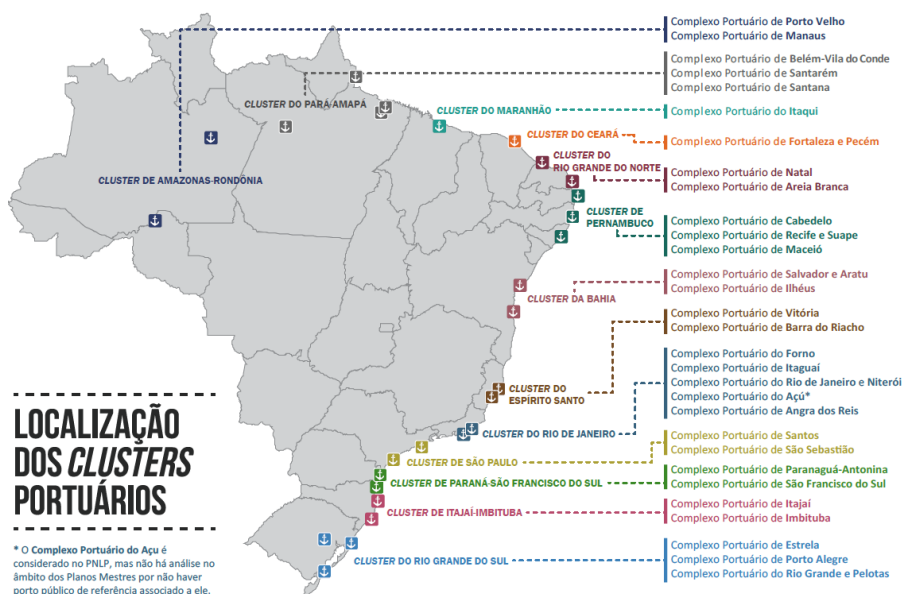 Complexo Portuário de Porto Velho
Complexo Portuário de Manaus
Complexo Portuário de Belém-Vila do Conde
Complexo Portuário de Santarém
Complexo Portuário de Santana
CLUSTER DO PARÁ-AMAPÁ
CLUSTER DO MARANHÃO
Complexo Portuário do Itaqui
CLUSTER DO CEARÁ
Complexo Portuário de Fortaleza e Pecém
CLUSTER DO
RIO GRANDE DO NORTE
Complexo Portuário de Natal
Complexo Portuário de Areia Branca
CLUSTER DE AMAZONAS-RONDÔNIA
CLUSTER DE
PERNAMBUCO
Complexo Portuário de Cabedelo
Complexo Portuário de Recife e Suape
Complexo Portuário de Maceió
CLUSTER DA BAHIA
Complexo Portuário de Salvador e Aratu
Complexo Portuário de Ilhéus
Complexo Portuário de Vitória
Complexo Portuário de Barra do Riacho
CLUSTER DO
ESPÍRITO SANTO
Complexo Portuário do Forno
Complexo Portuário de Itaguaí
Complexo Portuário do Rio de Janeiro e Niterói
Complexo Portuário do Açú*
Complexo Portuário de Angra dos Reis
CLUSTER DO RIO DE JANEIRO
CLUSTER DE SÃO PAULO
Complexo Portuário de Santos
Complexo Portuário de São Sebastião
CLUSTER DE PARANÁ-SÃO FRANCISCO DO SUL
Complexo Portuário de Paranaguá-Antonina
Complexo Portuário de São Francisco do Sul
CLUSTER DE ITAJAÍ-IMBITUBA
Complexo Portuário de Itajaí
Complexo Portuário de Imbituba
CLUSTER DO RIO GRANDE DO SUL
Complexo Portuário de Estrela
Complexo Portuário de Porto Alegre
Complexo Portuário do Rio Grande e Pelotas
LOCALIZAÇÃO
DOS CLUSTERS
PORTUÁRIOS
* O Complexo Portuário do Açu é
considerado no PNLP, mas não há análise no
âmbito dos Planos Mestres por não haver
porto público de referência associado a ele.